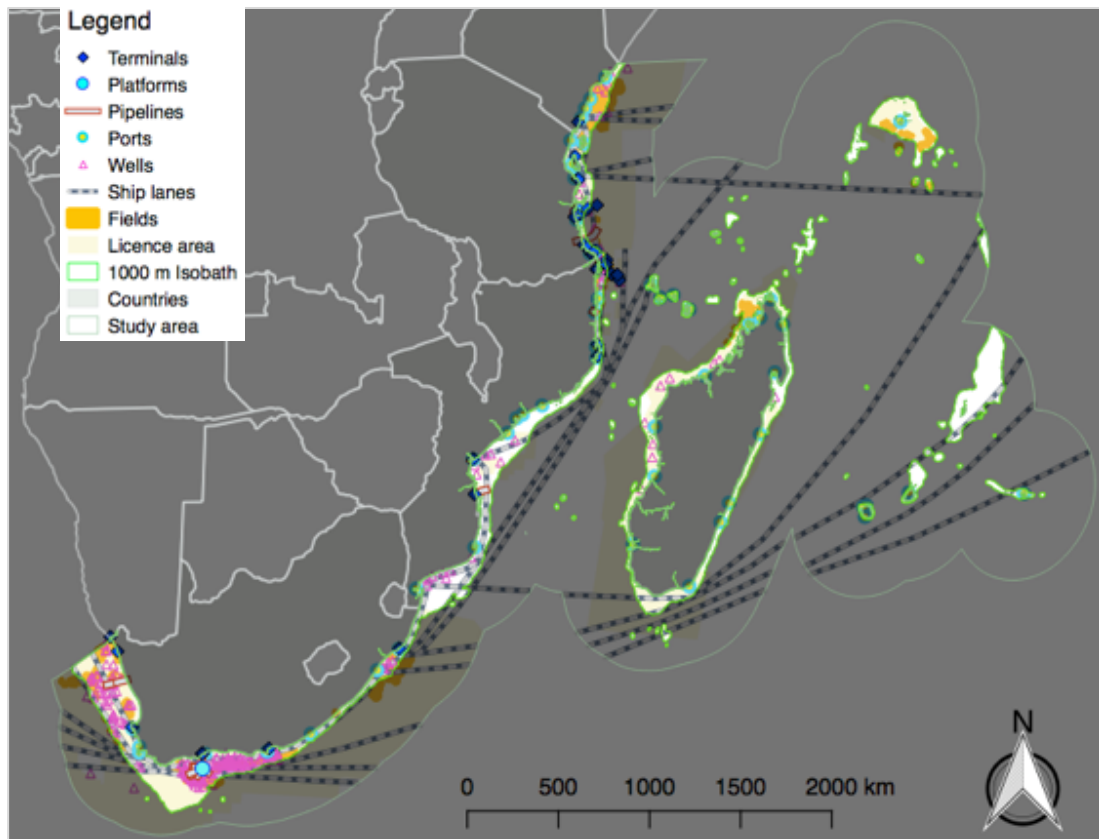 Legend
Terminals
Platforms
Pipelines
Ports
Wells
Ship lanes
Fields
Licence area
1000 m Isobath
Countries
Study area
N
0 500 1000 1500 2000 km